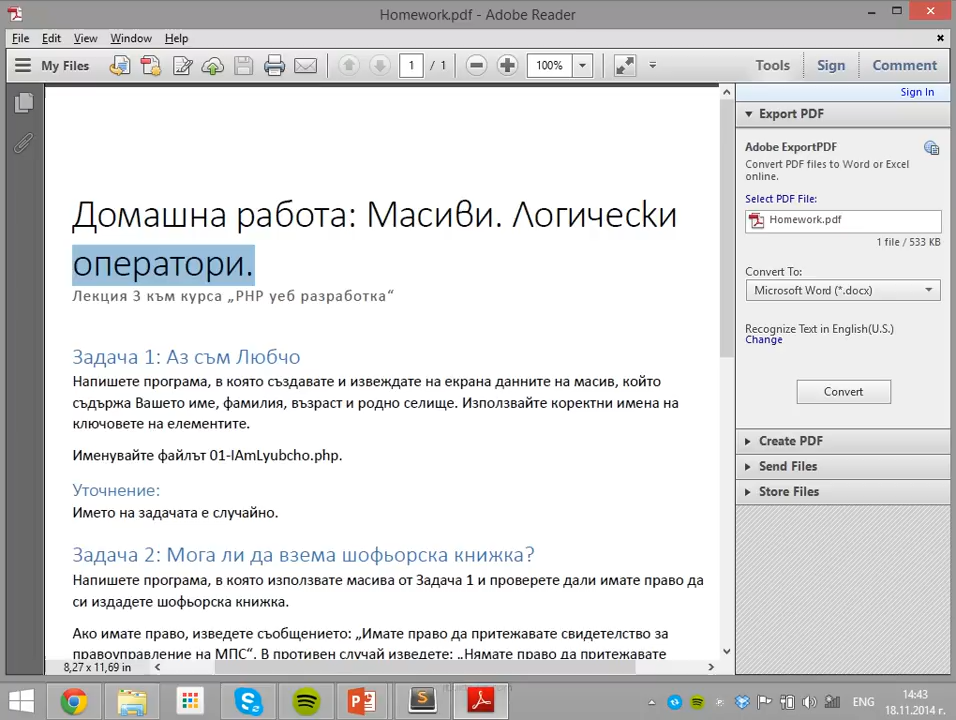 Homework.pdf - Adobe Reader
File Edit View Window Help
My Files 1 / 1 100% Tools Sign Comment
Sign In
Export PDF
Adobe ExportPDF
Convert PDF files to Word or Excel
online.
Select PDF File:
Homework.pdf
1 file / 533 KB
Convert To:
Microsoft Word (*.docx)
Recognize Text in English(U.S.)
Change
Convert
Create PDF
Send Files
Store Files
Домашна работа: Масиви. Логически
оператори.
Лекция 3 към курса „PHP уеб разработка“
Задача 1: Аз съм Любчо
Напишете програма, в която създавате и извеждате на екрана данните на масив, който
съдържа Вашето име, фамилия, възраст и родно селище. Използвайте коректни имена на
ключовете на елементите.
Именувайте файлът 01-IAmLyubcho.php.
Уточнение:
Името на задачата е случайно.
Задача 2: Мога ли да взема шофьорска книжка?
Напишете програма, в която използвате масива от Задача 1 и проверете дали имате право да
си издадете шофьорска книжка.
Ако имате право, изведете съобщението: „Имате право да притежавате свидетелство за
правоуправление на МПС“. В противен случай изведете: „Нямате право да притежавате
8,27 x 11,69 in
ENG
14:43
18.11.2014 г.